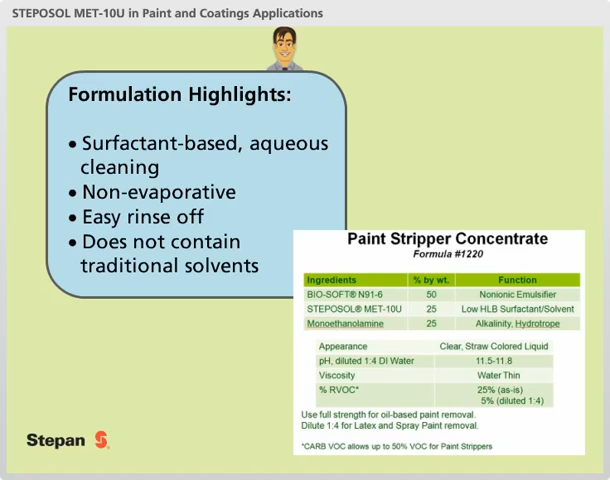 STEPOSOL MET-10U in Paint and Coatings Applications
Formulation Highlights:
• Surfactant-based, aqueous
cleaning
• Non-evaporative
• Easy rinse off
• Does not contain
traditional solvents
Paint Stripper Concentrate
Formula #1220
Ingredients % by wt. Function
BIO-SOFT® N91-6 50 Nonionic Emulsifier
STEPOSOL® MET-10U 25 Low HLB Surfactant/Solvent
Monoethanolamine 25 Alkalinity, Hydrotrope
Appearance Clear, Straw Colored Liquid
pH, diluted 1:4 DI Water 11.5-11.8
Viscosity Water Thin
% RVOC* 25% (as-is)
5% (diluted 1:4)
Use full strength for oil-based paint removal.
Dilute 1:4 for Latex and Spray Paint removal.
*CARB VOC allows up to 50% VOC for Paint Strippers
Stepan